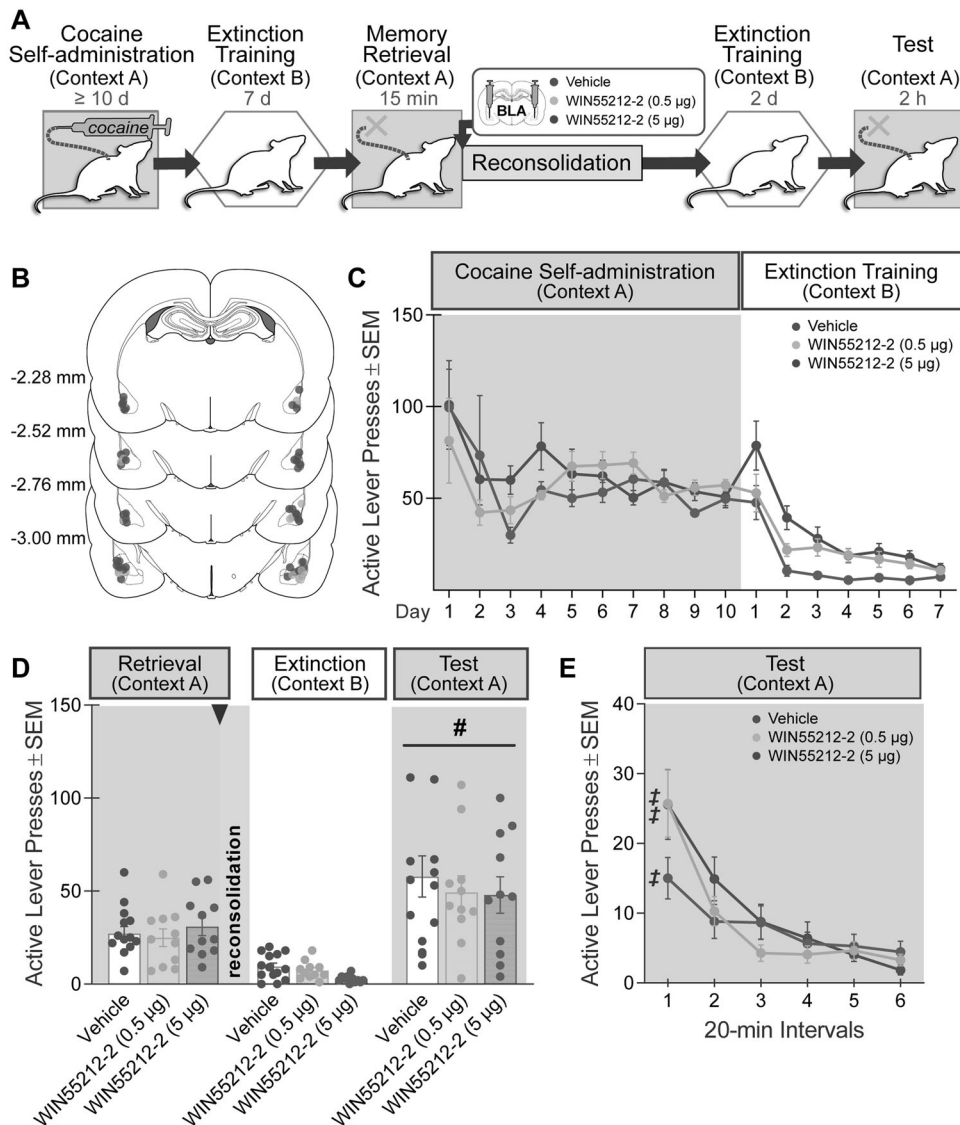 A
Cocaine
Self-administration
(Context A)
≥ 10 d
cocaine
Extinction
Training
(Context B)
7 d
Memory
Retrieval
(Context A)
15 min
BLA
Vehicle
WIN55212-2 (0.5 µg)
WIN55212-2 (5 µg)
Reconsolidation
Extinction
Training
(Context B)
2 d
Test
(Context A)
2 h
B
-2.28 mm
-2.52 mm
-2.76 mm
-3.00 mm
C
Cocaine Self-administration
(Context A)
Extinction Training
(Context B)
Active Lever Presses ± SEM
150
100
50
Vehicle
WIN55212-2 (0.5 µg)
WIN55212-2 (5 µg)
Day 1 2 3 4 5 6 7 8 9 10 1 2 3 4 5 6 7
D
Retrieval
(Context A)
Extinction
(Context B)
Test
(Context A)
Active Lever Presses ± SEM
150
100
50
0
reconsolidation
#
Vehicle
WIN55212-2 (0.5 µg)
WIN55212-2 (5 µg)
Vehicle
WIN55212-2 (0.5 µg)
WIN55212-2 (5 µg)
Vehicle
WIN55212-2 (0.5 µg)
WIN55212-2 (5 µg)
E
Test
(Context A)
Active Lever Presses ± SEM
40
30
20
10
0
Vehicle
WIN55212-2 (0.5 µg)
WIN55212-2 (5 µg)
‡
‡
‡
1 2 3 4 5 6
20-min Intervals